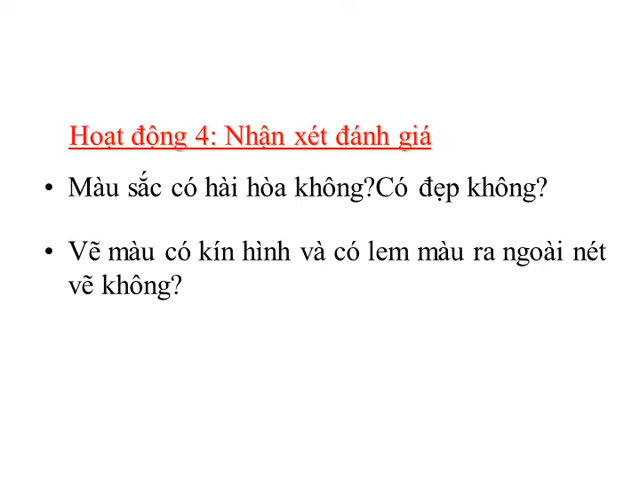 Hoạt động 4: Nhận xét đánh giá
• Màu sắc có hài hòa không?Có đẹp không?
• Vẽ màu có kín hình và có lem màu ra ngoài nét
vẽ không?